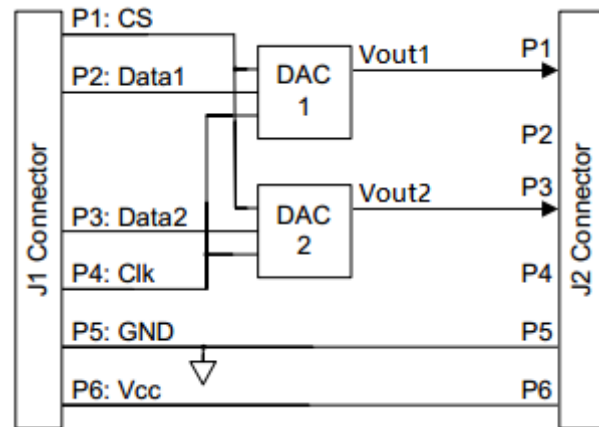 J1 Connector
P1: CS
P2: Data1
P3: Data2
P4: Clk
P5: GND
P6: Vcc
DAC
1
DAC
2
Vout1
Vout2
P1
P2
P3
P4
P5
P6
J2 Connector